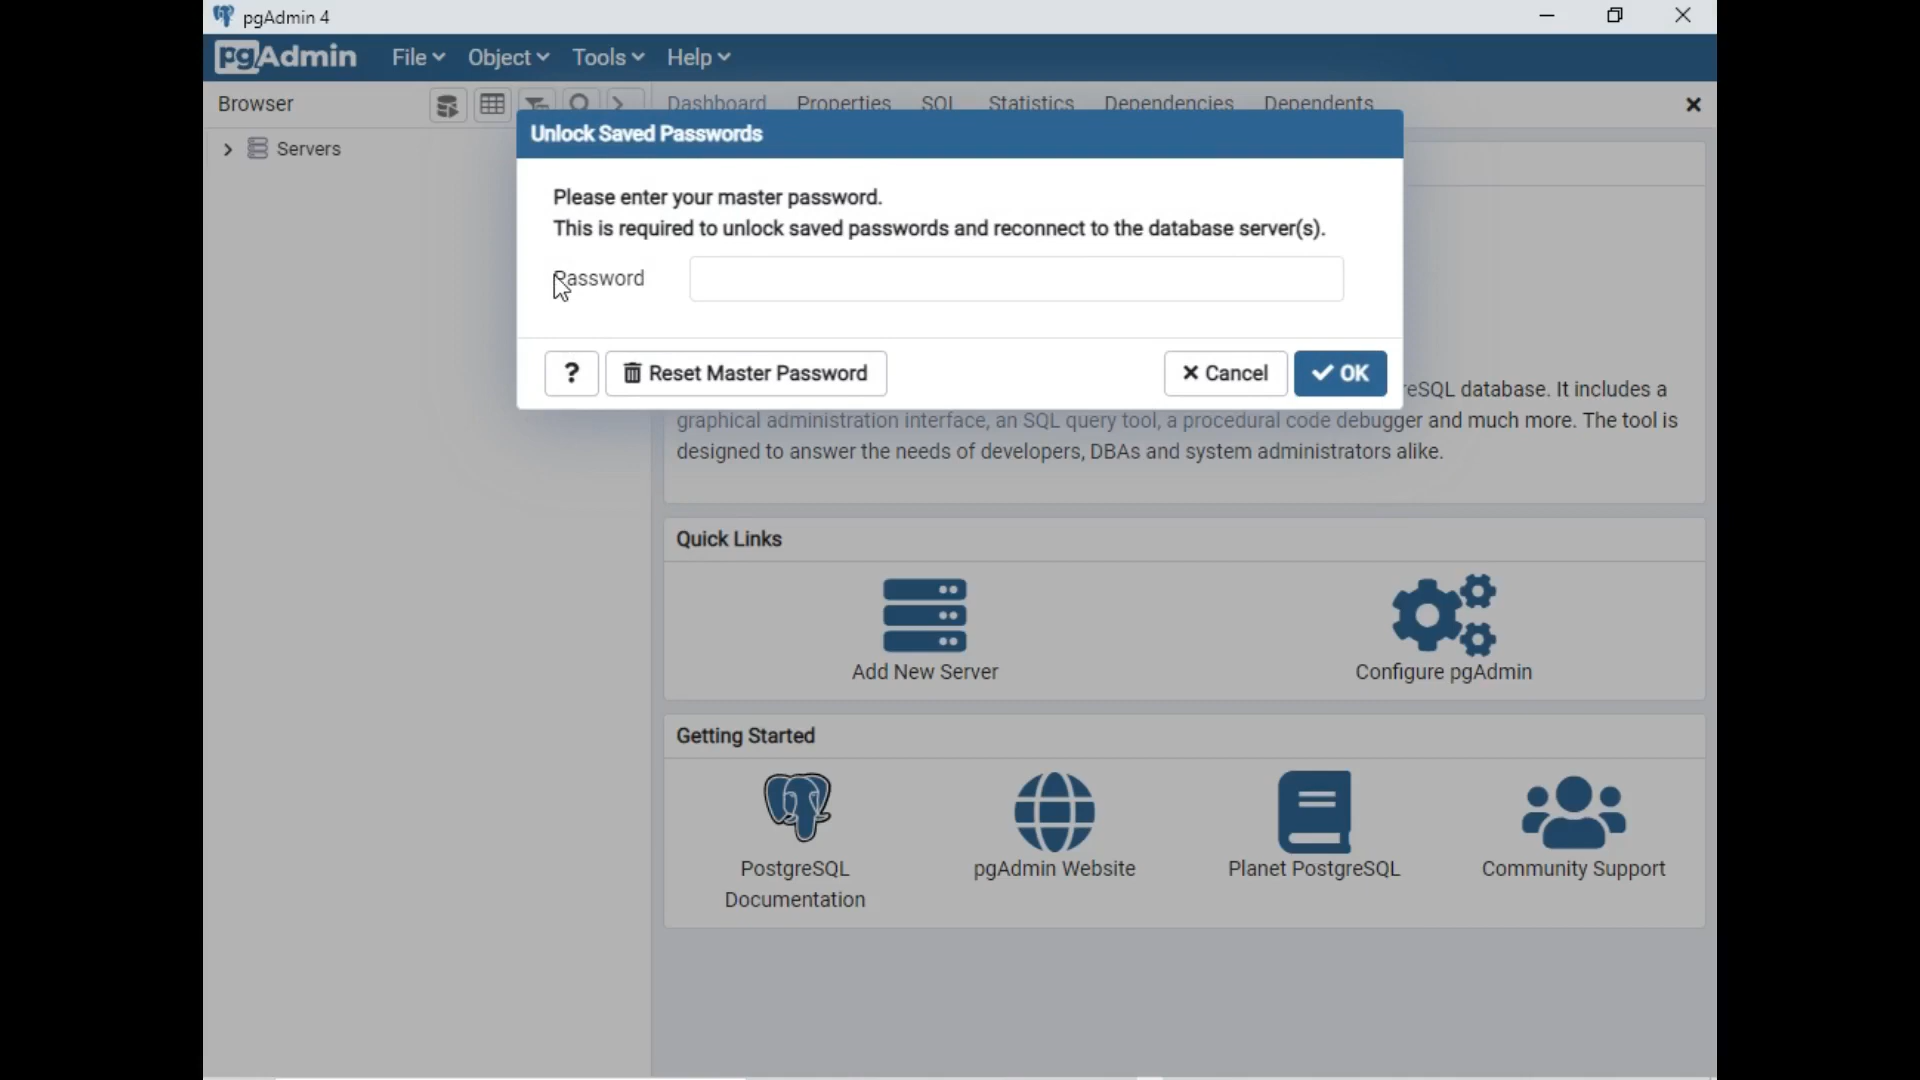 pgAdmin 4
pgAdmin File Object Tools Help
Browser Dashboard Properties SQL Statistics Dependencies Dependents
Servers
Unlock Saved Passwords
Please enter your master password.
This is required to unlock saved passwords and reconnect to the database server(s).
Password
? Reset Master Password Cancel OK
eSQL database. It includes a
graphical administration interface, an SQL query tool, a procedural code debugger and much more. The tool is
designed to answer the needs of developers, DBAs and system administrators alike.
Quick Links
Add New Server
Configure pgAdmin
Getting Started
PostgreSQL
Documentation
pgAdmin Website
Planet PostgreSQL
Community Support